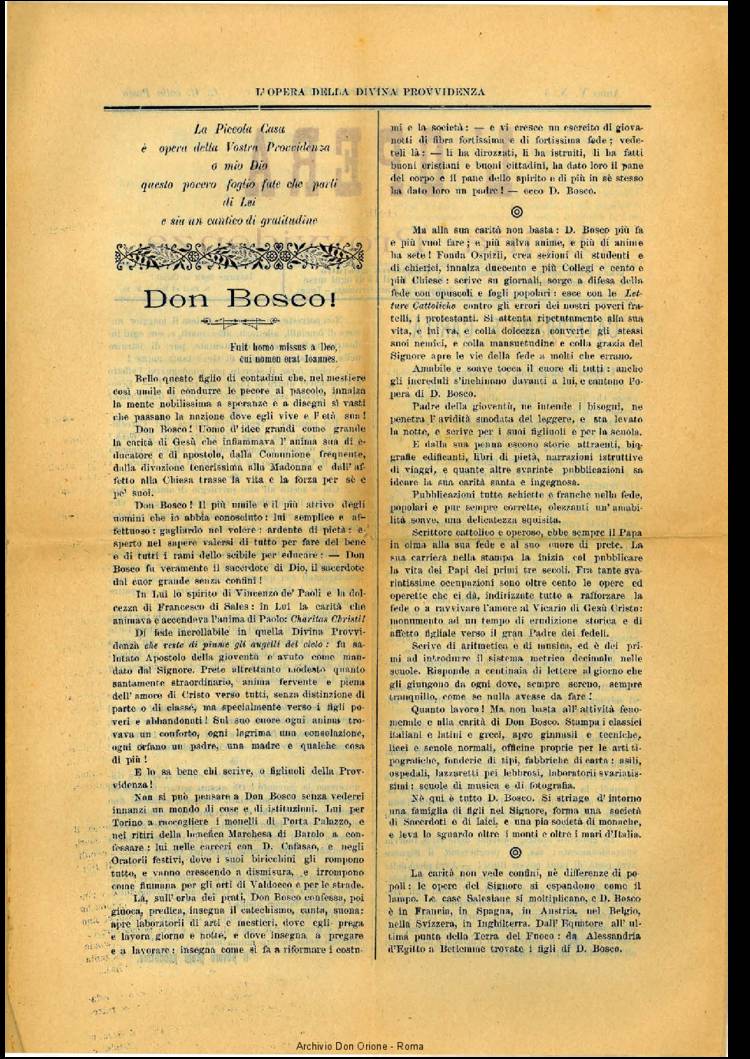 L'OPERA DELLA DIVINA PROVVIDENZA
La Piccola Casa
è opera della Vostra Provvidenza
o mio Dio
questo povero foglio fate che parli
di Lei
e sia un cantico di gratitudine
Don Bosco!
Fuit homo missus a Deo,
cui nomen erat Ioannes.
Bello questo figlio di contadini che, nel mestiere
così umile di condurre le pecore al pascolo, innalza
la mente nobilissima a speranze e a disegni sì vasti
che passano la nazione dove egli vive e l'età sua!
Don Bosco! Uomo d'idee grandi come grande
la carità di Gesù che infiammava l'anima sua di e-
ducatore e di apostolo, dalla Comunione frequente,
dalla divozione tenerissima alla Madonna e dall'af-
fetto alla Chiesa trasse la vita e la forza per sè e
pe' suoi.
Don Bosco! Il più umile e il più attivo degli
uomini che io abbia conosciuto: lui semplice e af-
fettuoso: gagliardo nel volere: ardente di pietà: e-
sperto nel sapere valersi di tutto per fare del bene
e di tutti i rami dello scibile per educare: — Don
Bosco fu veramente il sacerdote di Dio, il sacerdote
dal cuor grande senza confini!
In Lui lo spirito di Vincenzo de' Paoli e la dol-
cezza di Francesco di Sales: in Lui la carità che
animava e accendeva l'anima di Paolo: Charitas Christi!
Di fede incrollabile in quella Divina Provvi-
denza che veste di piume gli augelli del cielo: fu sa-
lutato Apostolo della gioventù e avuto come man-
dato dal Signore. Prete altrettanto modesto quanto
santamente straordinario, anima fervente e piena
dell'amore di Cristo verso tutti, senza distinzione di
parte o di classe, ma specialmente verso i figli po-
veri e abbandonati! Sul suo cuore ogni anima tro-
vava un conforto, ogni lagrima una consolazione,
ogni orfano un padre, una madre e qualche cosa
di più!
E lo sa bene chi scrive, o figliuoli della Prov-
videnza!
Non si può pensare a Don Bosco senza vederci
innanzi un mondo di cose e di istituzioni. Lui per
Torino a raccogliere i monelli di Porta Palazzo, e
nei ritiri della benefica Marchesa di Barolo a con-
fessare: lui nelle carceri con D. Cafasso, e negli
Oratorii festivi, dove i suoi biricchini gli rompono
tutto, e vanno crescendo a dismisura, e irrompono
come fiumana per gli orti di Valdocco e per le strade.
Là, sull'erba dei prati, Don Bosco confessa, poi
giuoca, predica, insegna il catechismo, canta, suona:
apre laboratorii di arti e mestieri, dove egli prega
e lavora giorno e notte, e dove insegna a pregare
e a lavorare: insegna come si fa a riformare i costu-
mi e la società: — e vi cresce un esercito di giova-
notti di fibra fortissima e di fortissima fede; vede-
teli là: — li ha dirozzati, li ha istruiti, li ha fatti
buoni cristiani e buoni cittadini, ha dato loro il pane
del corpo e il pane dello spirito e di più in sè stesso
ha dato loro un padre! — ecco D. Bosco.
Ma alla sua carità non basta: D. Bosco più fa
e più vuol fare; e più salva anime, e più di anime
ha sete! Fonda Ospizii, crea sezioni di studenti e
di chierici, innalza duecento e più Collegi e cento e
più Chiese: scrive su giornali, sorge a difesa della
fede con opuscoli e fogli popolari: esce con le Let-
ture Cattoliche contro gli errori dei nostri poveri fra-
telli, i protestanti. Si attenta ripetutamente alla sua
vita, e lui va, e colla dolcezza converte gli stessi
suoi nemici, e colla mansuetudine e colla grazia del
Signore apre le vie della fede a molti che errano.
Amabile e soave tocca il cuore di tutti: anche
gli increduli s'inchinono davanti a lui, e cantono l'o-
pera di D. Bosco.
Padre della gioventù, ne intende i bisogni, ne
penetra l'avidità smodata del leggere, e sta levato
la notte, e scrive per i suoi figliuoli e per la scuola.
E dalla sua penna escono storie attraenti, bio-
grafie edificanti, libri di pietà, narrazioni istruttive
di viaggi, e quante altre svariate pubblicazioni sa
ideare la sua carità santa e ingegnosa.
Pubblicazioni tutte schiette e franche nella fede,
popolari e pur sempre corrette, olezzanti un'amabi-
lità soave, una delicatezza squisita.
Scrittore cattolico e operoso, ebbe sempre il Papa
in cima alla sua fede e al suo cuore di prete. La
sua carriera nella stampa la inizia col pubblicare
la vita dei Papi dei primi tre secoli. Fra tante sva-
riatissime occupazioni sono oltre cento le opere ed
operette che ci dà, indirizzate tutte a rafforzare la
fede o a ravvivare l'amore al Vicario di Gesù Cristo:
monumento ad un tempo di erudizione storica e di
affetto figliale verso il gran Padre dei fedeli.
Scrive di aritmetica e di musica, ed è dei pri-
mi ad introdurre il sistema metrico decimale nelle
scuole. Risponde a centinaia di lettere al giorno che
gli giungono da ogni dove, sempre sereno, sempre
tranquillo, come se nulla avesse da fare!
Quanto lavoro! Ma non basta all'attività feno-
menale e alla carità di Don Bosco. Stampa i classici
italiani e latini e greci, apre ginnasii e tecniche,
licei e scuole normali, officine proprie per le arti ti-
pografiche, fonderie di tipi, fabbriche di carta: asili,
ospedali, lazzaretti pei lebbrosi, laboratorii svariatis-
simi: scuole di musica e di fotografia.
Nè qui è tutto D. Bosco. Si stringe d'intorno
una famiglia di figli nel Signore, forma una società
di Sacerdoti e di laici, e una pia società di monache,
e leva lo sguardo oltre i monti e oltre i mari d'Italia.
La carità non vede confini, nè differenze di po-
poli: le opere del Signore si espandono come il
lampo. Le case Salesiane si moltiplicano, e D. Bosco
è in Francia, in Spagna, in Austria, nel Belgio,
nella Svizzera, in Inghilterra. Dall'Equatore all'ul-
tima punta della Terra del Fuoco: da Alessandria
d'Egitto a Betlemme trovate i figli di D. Bosco.
Archivio Don Orione - Roma